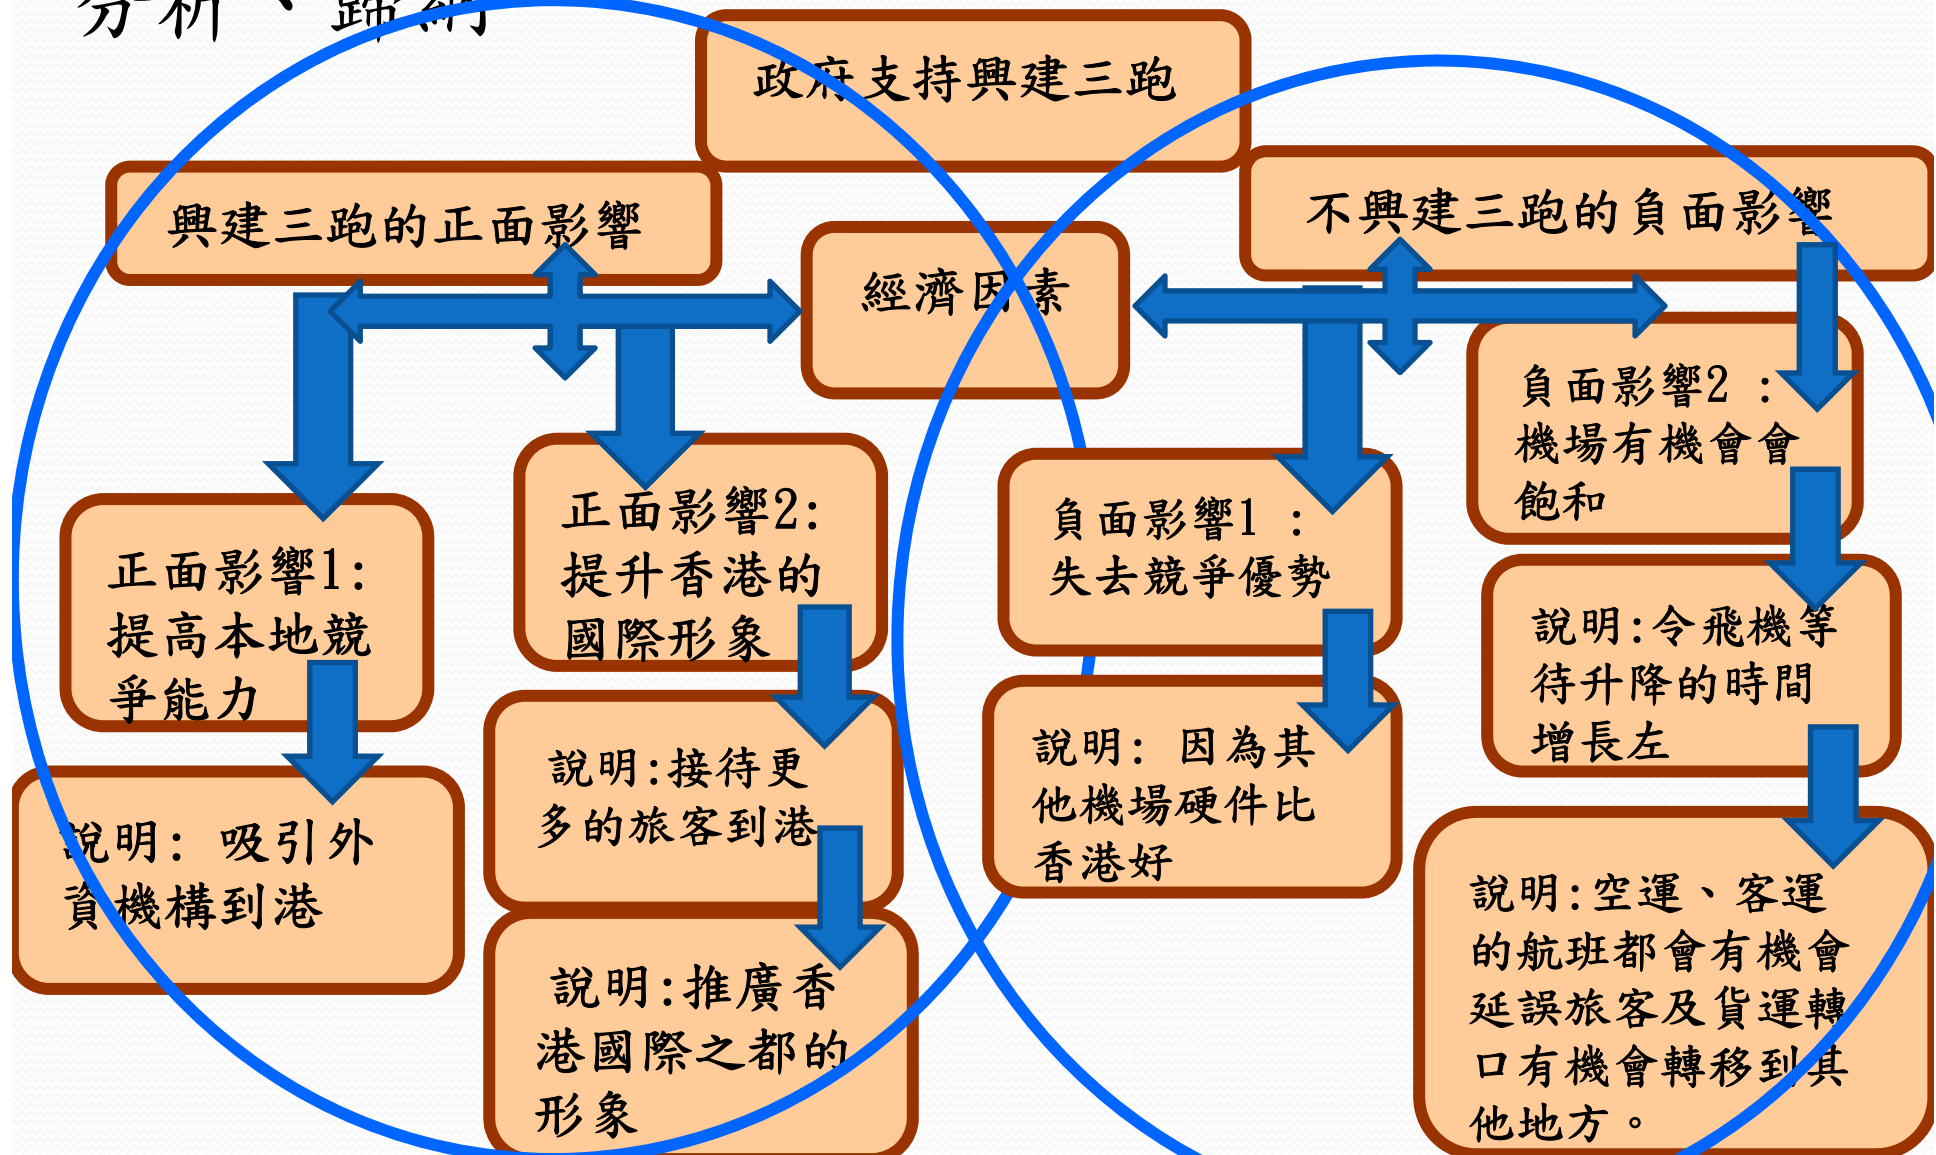 分析、歸納
政府支持興建三跑
興建三跑的正面影響
不興建三跑的負面影響
經濟因素
正面影響1:
提高本地競
爭能力
說明: 吸引外
資機構到港
正面影響2:
提升香港的
國際形象
說明:接待更
多的旅客到港
說明:推廣香
港國際之都的
形象
負面影響1 :
失去競爭優勢
說明: 因為其
他機場硬件比
香港好
負面影響2 :
機場有機會會
飽和
說明:令飛機等
待升降的時間
增長左
說明:空運、客運
的航班都會有機會
延誤旅客及貨運轉
口有機會轉移到其
他地方。